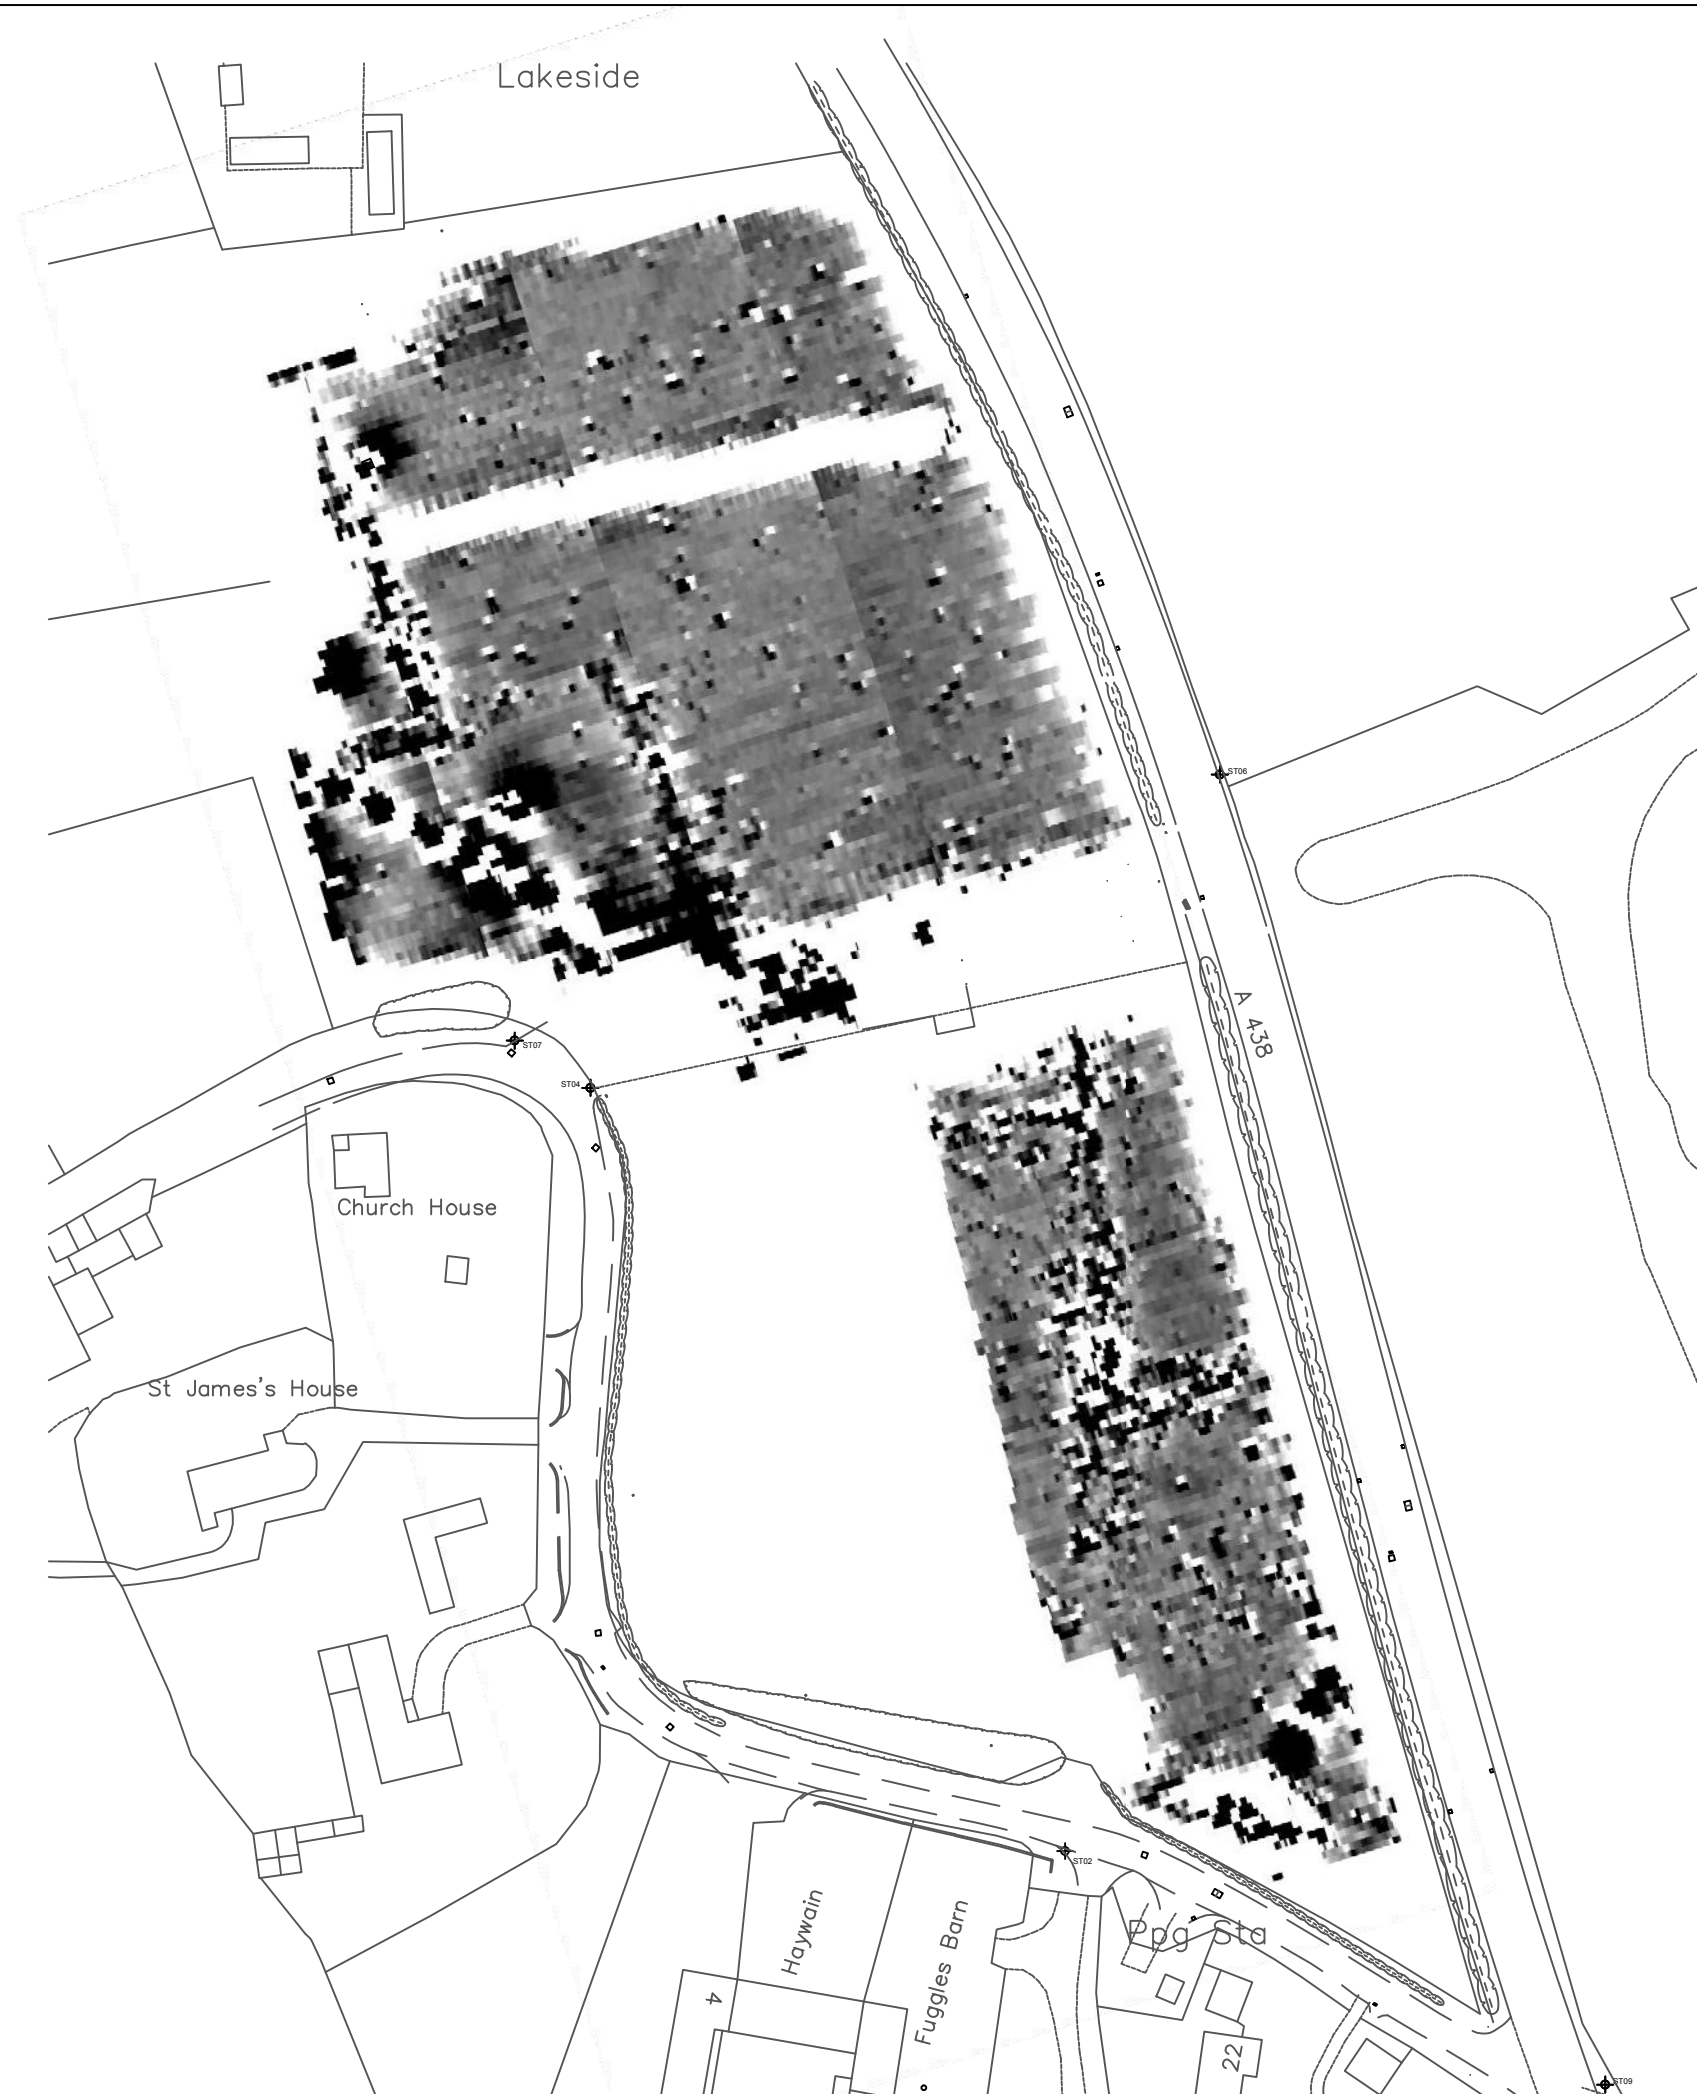 Lakeside
ST06
A 438
ST07
ST04
Church House
St James's House
ST02
Ppg Sta
Haywain
Fuggles Barn
4
22
ST09